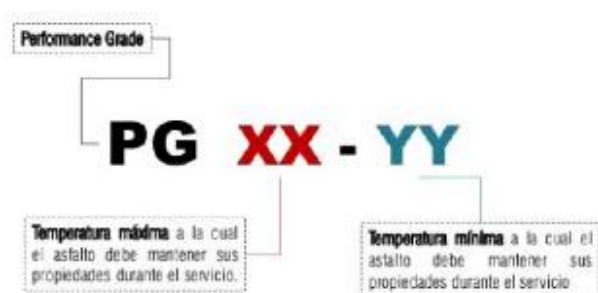 Performance Grade
PG XX - YY
Temperatura máxima a la cual
el asfalto debe mantener sus
propiedades durante el servicio.
Temperatura mínima a la cual el
asfalto debe mantener sus
propiedades durante el servicio